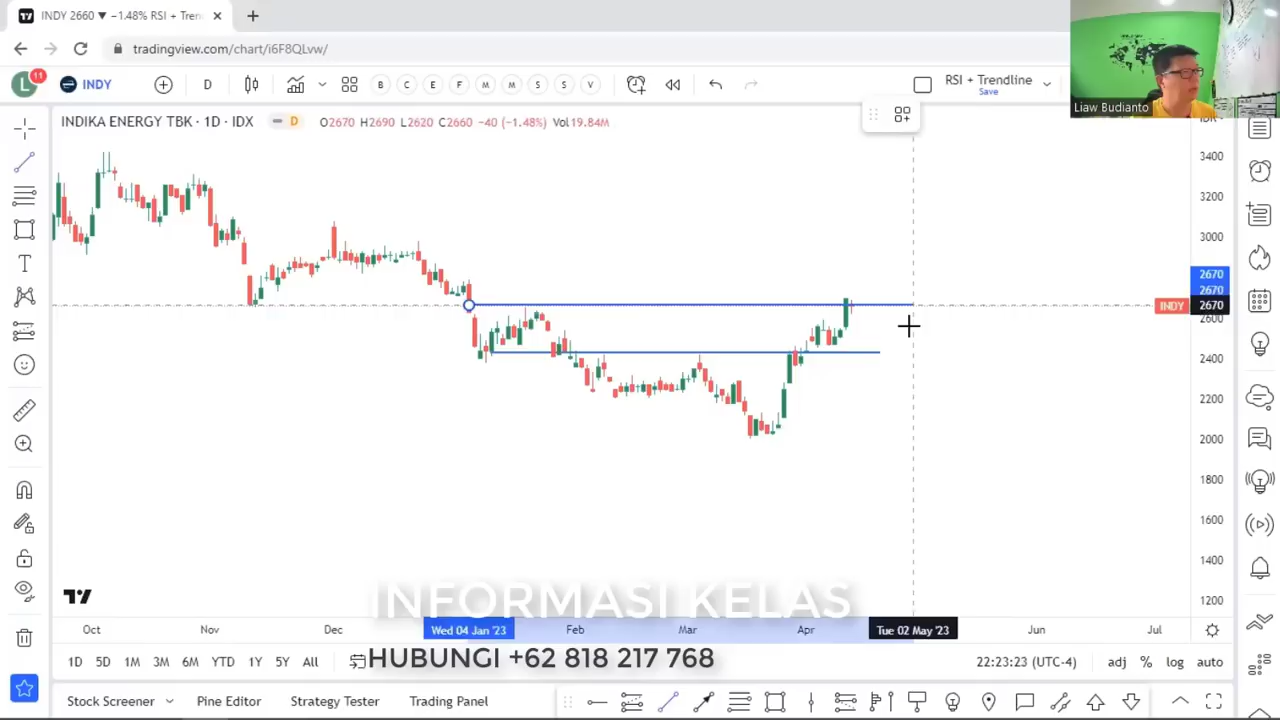 INDY 2660 ▼ −1.48% RSI + Tren
tradingview.com/chart/i6F8QLvw/
L 11 INDY D B C E F M M S S V RSI + Trendline
Save
Liaw Budianto
INDIKA ENERGY TBK · 1D · IDX D O2670 H2670 L2620 C2660 −40 (−1.48%)
3400
3200
3000
2670
2670
INDY 2670
2600
2400
2200
2000
1800
1600
1400
1200
INFORMASI KELAS
Oct Nov Dec Wed 04 Jan '23 Feb Mar Apr Tue 02 May '23 Jun Jul
1D 5D 1M 3M 6M YTD 1Y 5Y All HUBUNGI +62 818 217 768 22:23:23 (UTC-4) adj % log auto
Stock Screener Pine Editor Strategy Tester Trading Panel